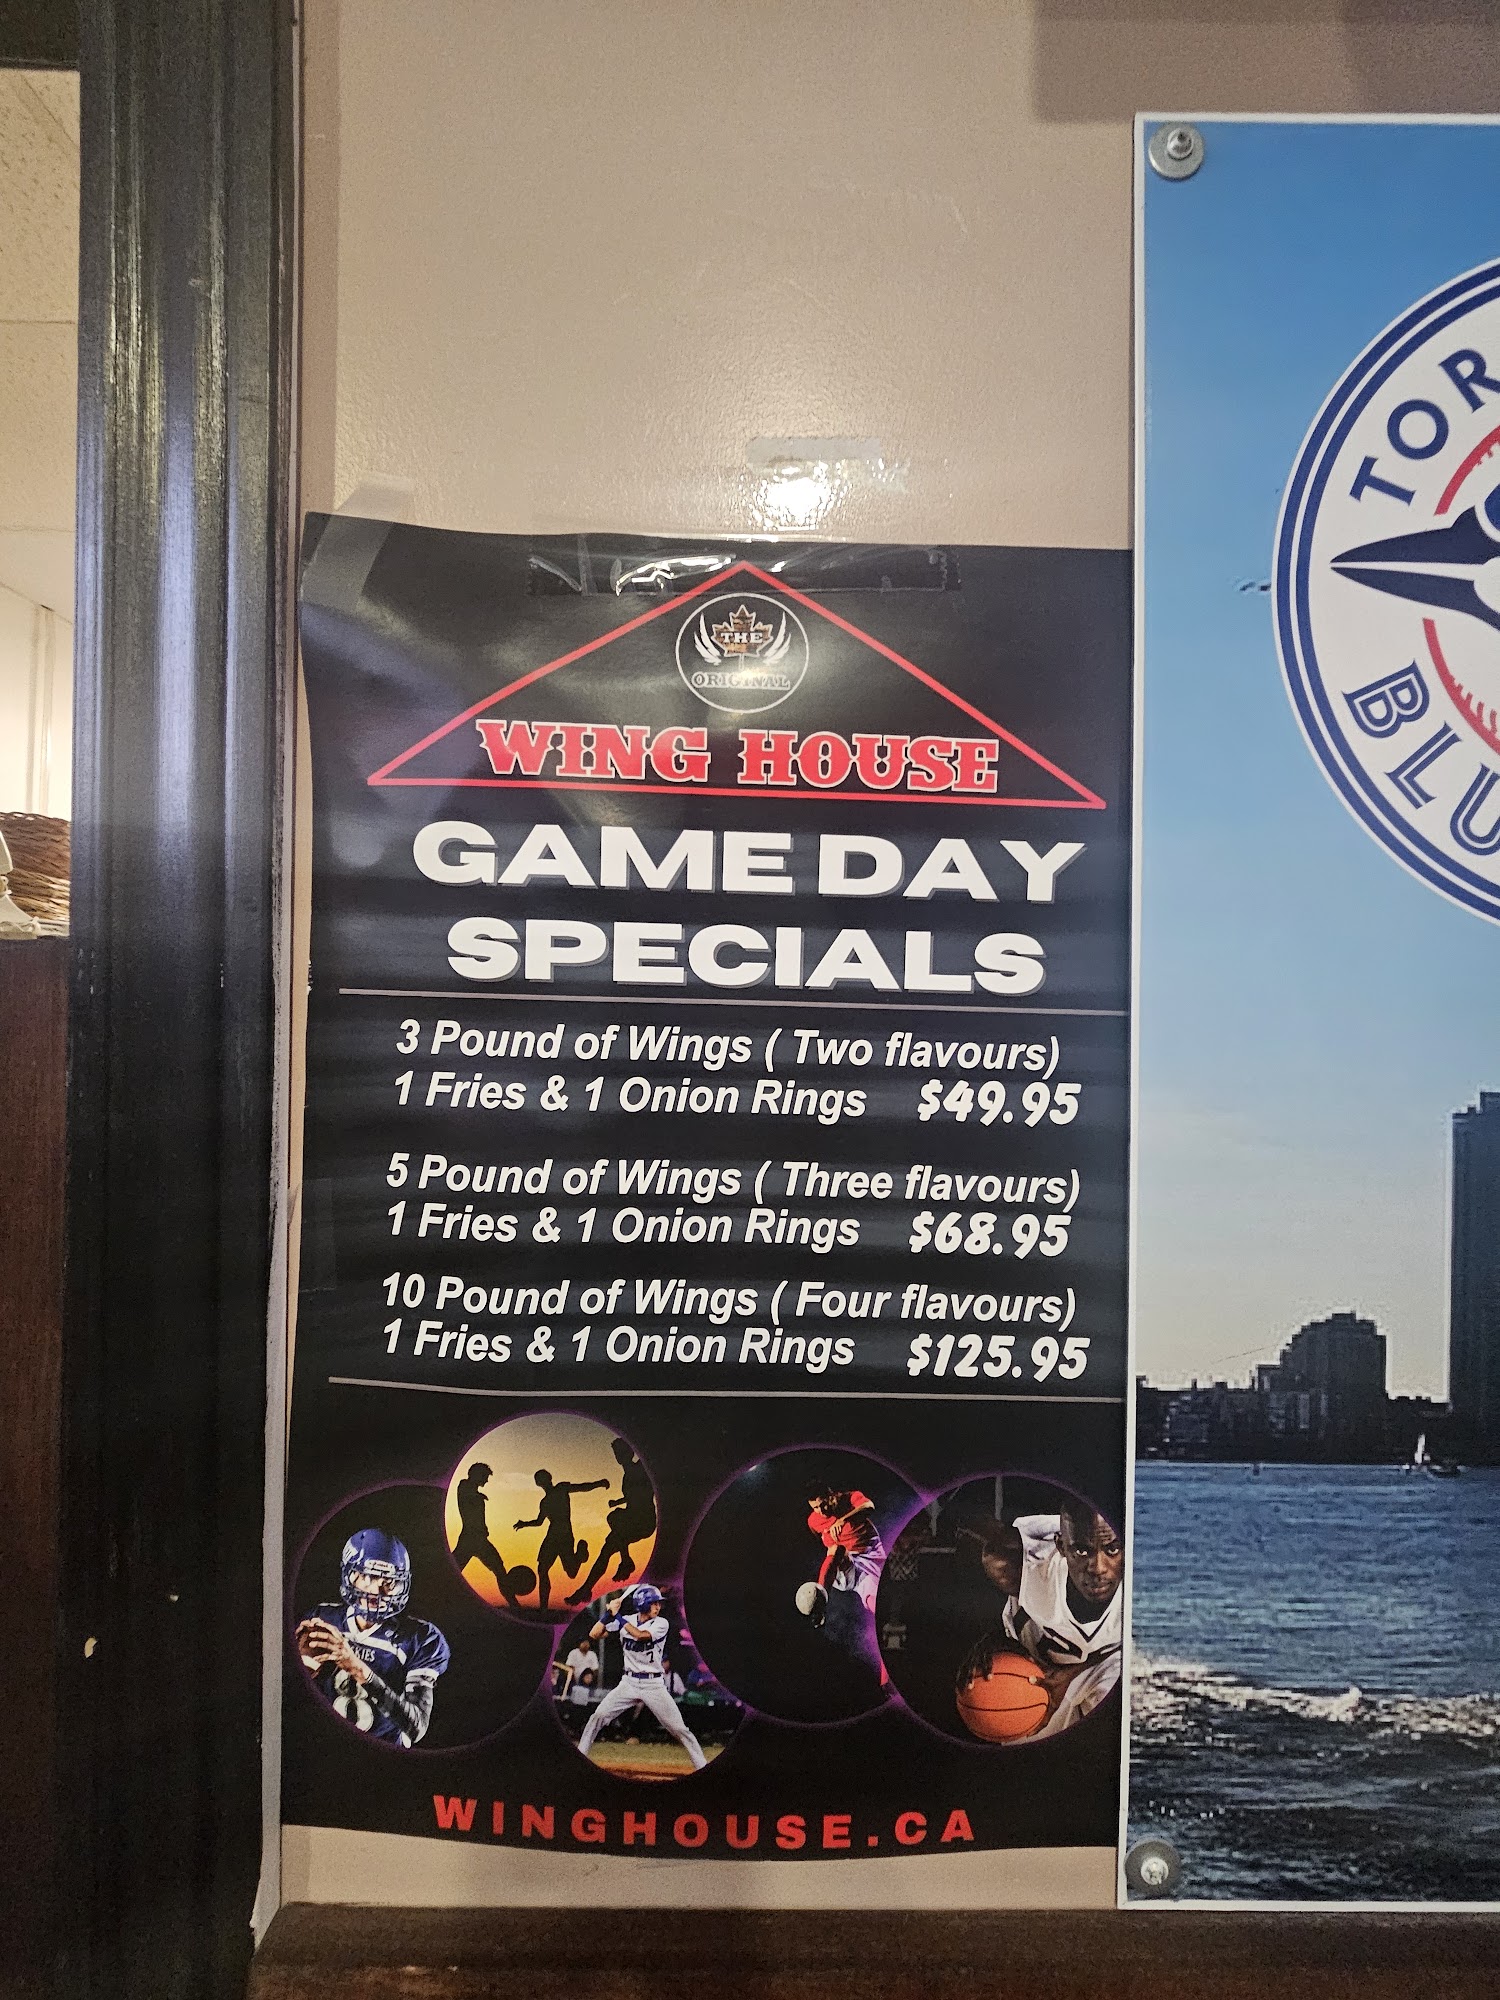 THE
ORIGINAL
WING HOUSE
GAME DAY
SPECIALS
3 Pound of Wings ( Two flavours)
1 Fries & 1 Onion Rings $49.95
5 Pound of Wings ( Three flavours)
1 Fries & 1 Onion Rings $68.95
10 Pound of Wings ( Four flavours)
1 Fries & 1 Onion Rings $125.95
7
WINGHOUSE.CA
TOR
BLU